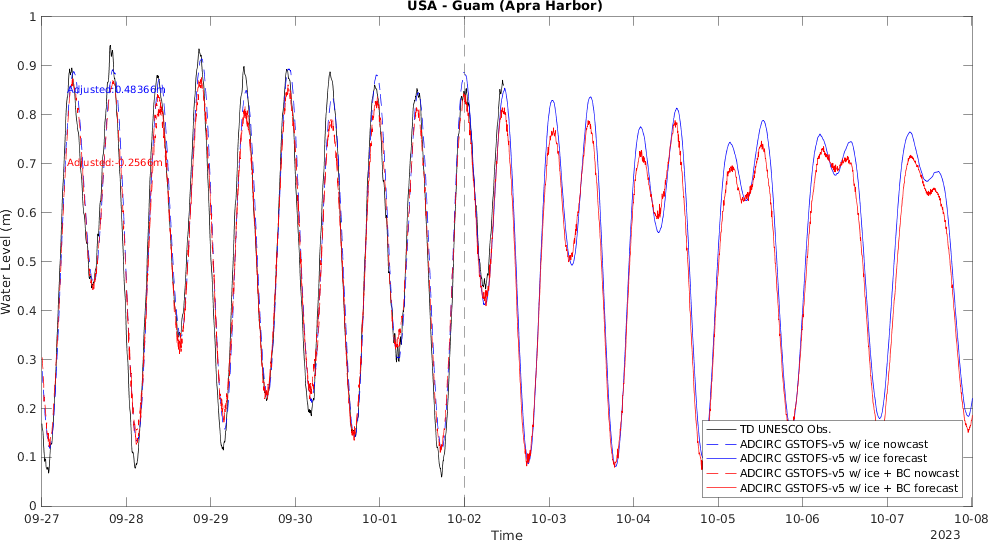 USA - Guam (Apra Harbor)
1
0.9
0.8
0.7
0.6
0.5
0.4
0.3
0.2
0.1
0
Water Level (m)
Adjusted:0.48366m
Adjusted:-0.2566m
TD UNESCO Obs.
ADCIRC GSTOFS-v5 w/ ice nowcast
ADCIRC GSTOFS-v5 w/ ice forecast
ADCIRC GSTOFS-v5 w/ ice + BC nowcast
ADCIRC GSTOFS-v5 w/ ice + BC forecast
09-27 09-28 09-29 09-30 10-01 10-02 10-03 10-04 10-05 10-06 10-07 10-08
Time
2023